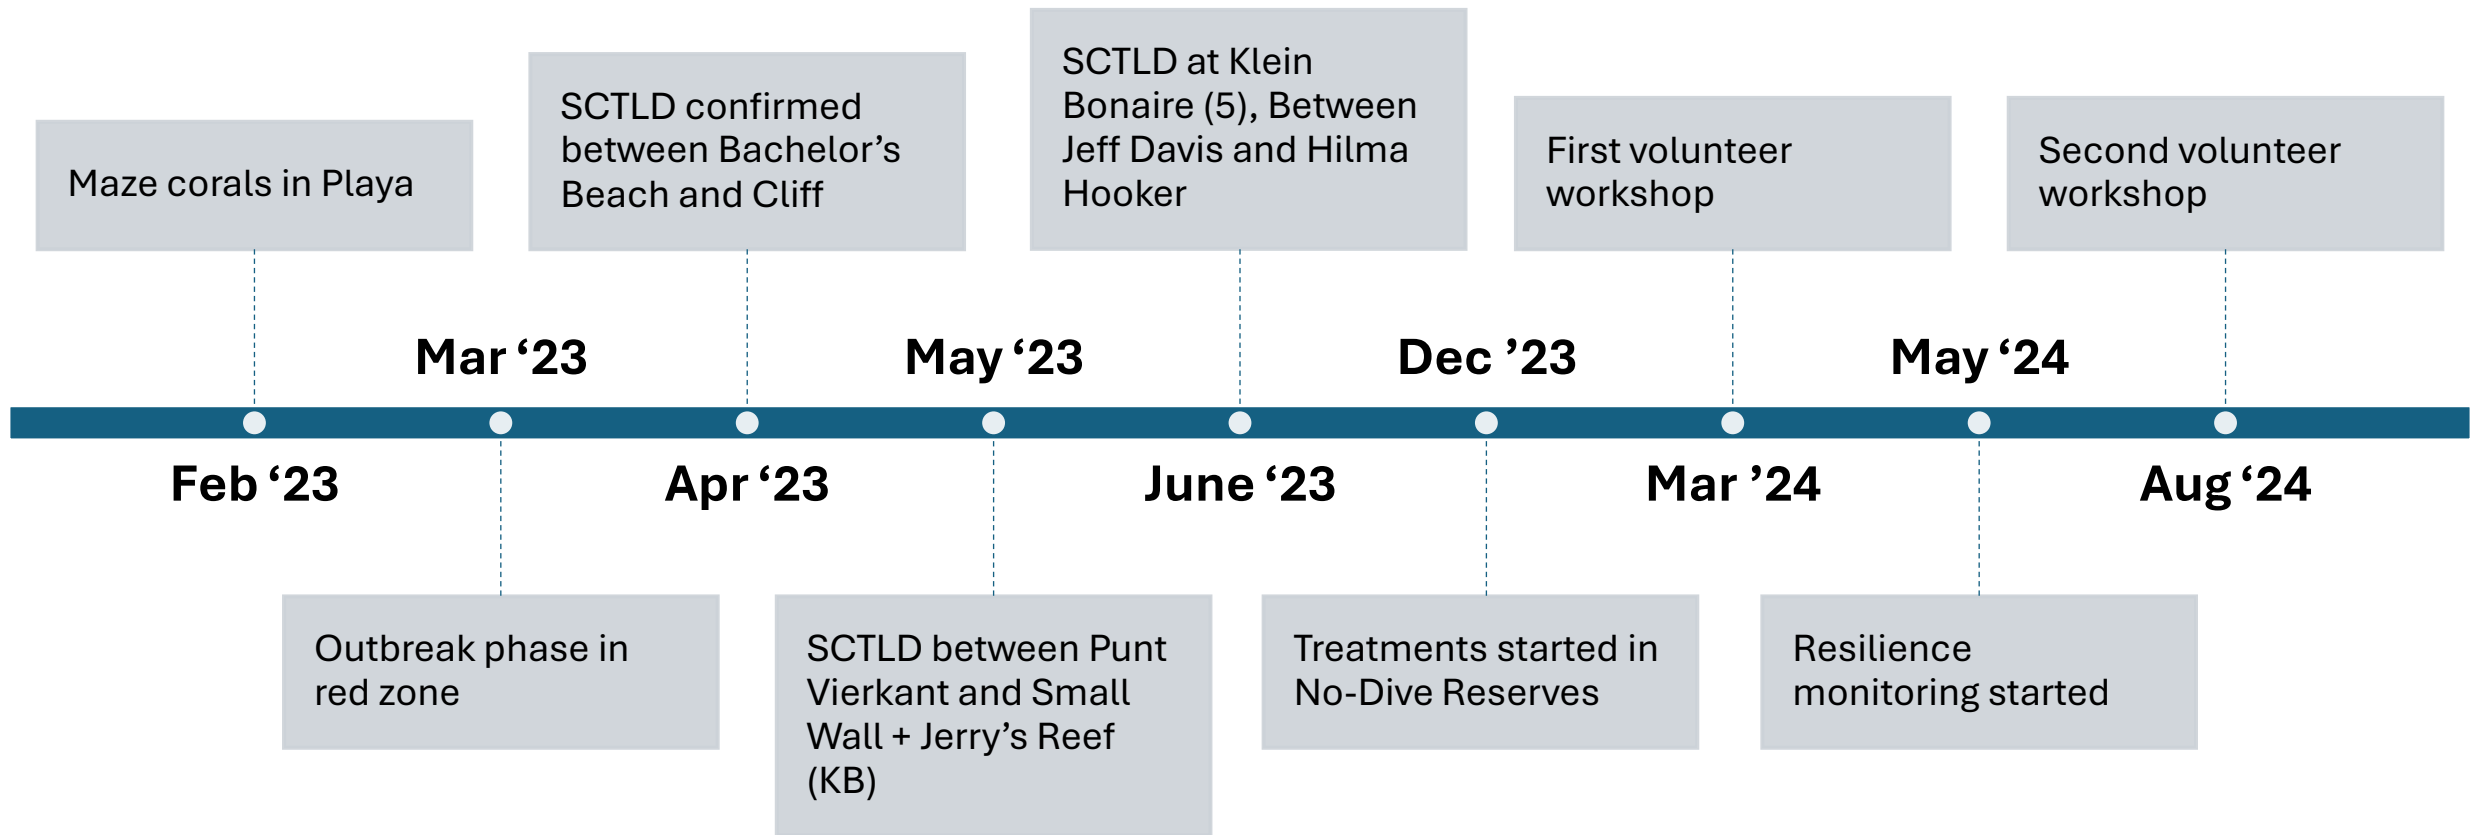 Maze corals in Playa
SCTLD confirmed
between Bachelor’s
Beach and Cliff
SCTLD at Klein
Bonaire (5), Between
Jeff Davis and Hilma
Hooker
First volunteer
workshop
Second volunteer
workshop
Mar ‘23
May ‘23
Dec ’23
May ‘24
Feb ‘23
Apr ‘23
June ‘23
Mar ’24
Aug ‘24
Outbreak phase in
red zone
SCTLD between Punt
Vierkant and Small
Wall + Jerry’s Reef
(KB)
Treatments started in
No-Dive Reserves
Resilience
monitoring started